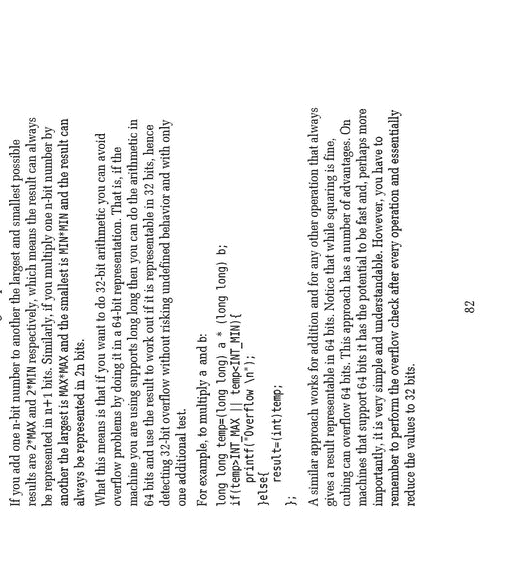 If you add one n-bit number to another the largest and smallest possible
results are 2*MAX and 2*MIN respectively, which means the result can always
be represented in n+1 bits. Similarly, if you multiply one n-bit number by
another the largest is MAX*MAX and the smallest is MIN*MIN and the result can
always be represented in 2n bits.
What this means is that if you want to do 32-bit arithmetic you can avoid
overflow problems by doing it in a 64-bit representation. That is, if the
machine you are using supports long long then you can do the arithmetic in
64 bits and use the result to work out if it is representable in 32 bits, hence
detecting 32-bit overflow without risking undefined behavior and with only
one additional test.
For example, to multiply a and b:
long long temp=(long long) a * (long long) b;
if(temp>INT_MAX || temp<INT_MIN){
printf("Overflow \n");
}else{
result=(int)temp;
};
A similar approach works for addition and for any other operation that always
gives a result representable in 64 bits. Notice that while squaring is fine,
cubing can overflow 64 bits. This approach has a number of advantages. On
machines that support 64 bits it has the potential to be fast and, perhaps more
importantly, it is very simple and understandable. However, you have to
remember to perform the overflow check after every operation and essentially
reduce the values to 32 bits.
82